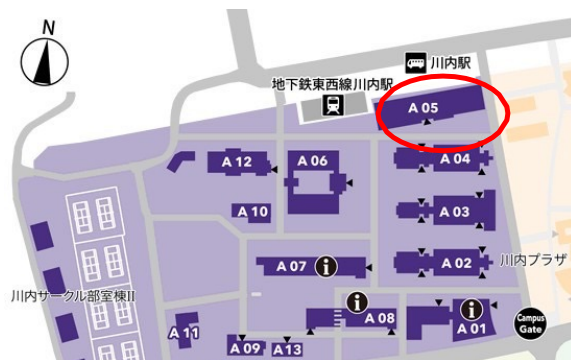 N
川内駅
地下鉄東西線川内駅
A 05
A 12
A 06
A 04
A 10
A 03
A 07
i
A 02
川内プラザ
川内サークル部室棟II
i
A 08
i
A 01
A 11
A 09
A 13
Campus
Gate